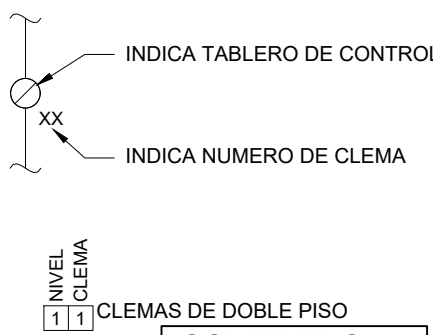 INDICA TABLERO DE CONTROL
XX
INDICA NUMERO DE CLEMA
NIVEL
CLEMA
1 1 CLEMAS DE DOBLE PISO